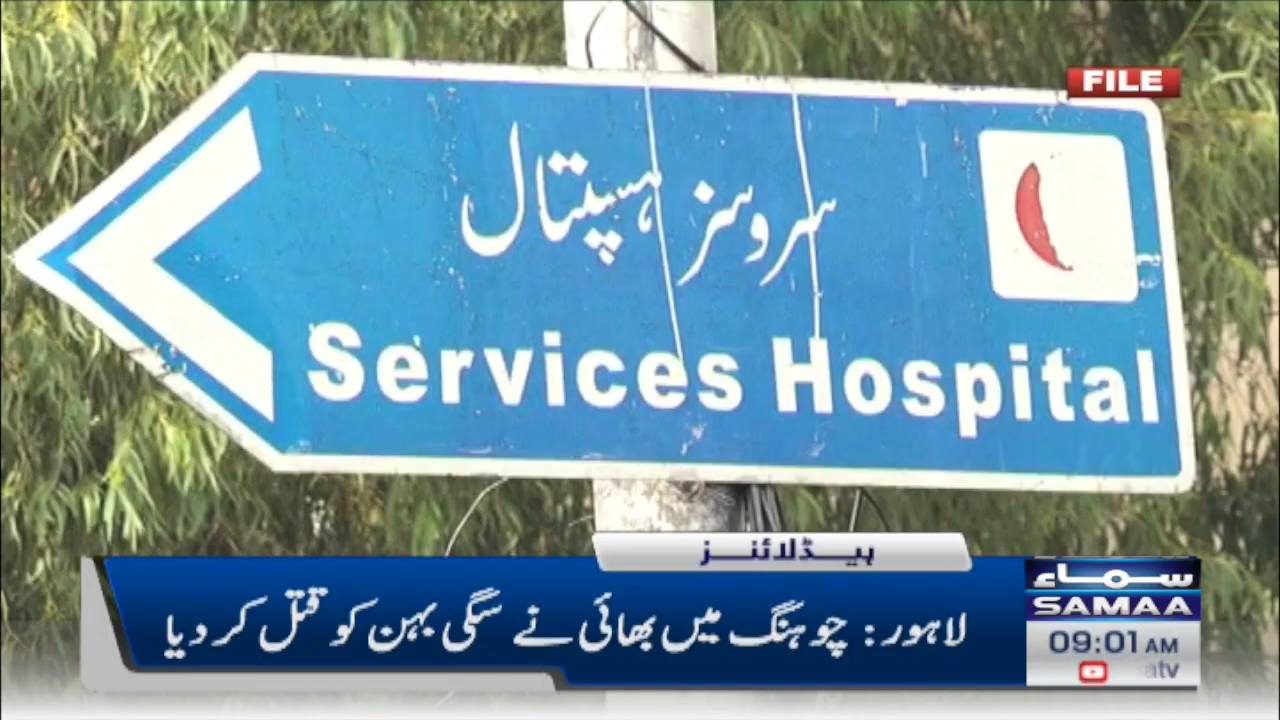 FILE
سروسز ہسپتال
Services Hospital
ہیڈلائنز
لاہور: چوہنگ میں بھائی نے سگی بہن کو قتل کر دیا
سماء
SAMAA
09:01 AM
atv